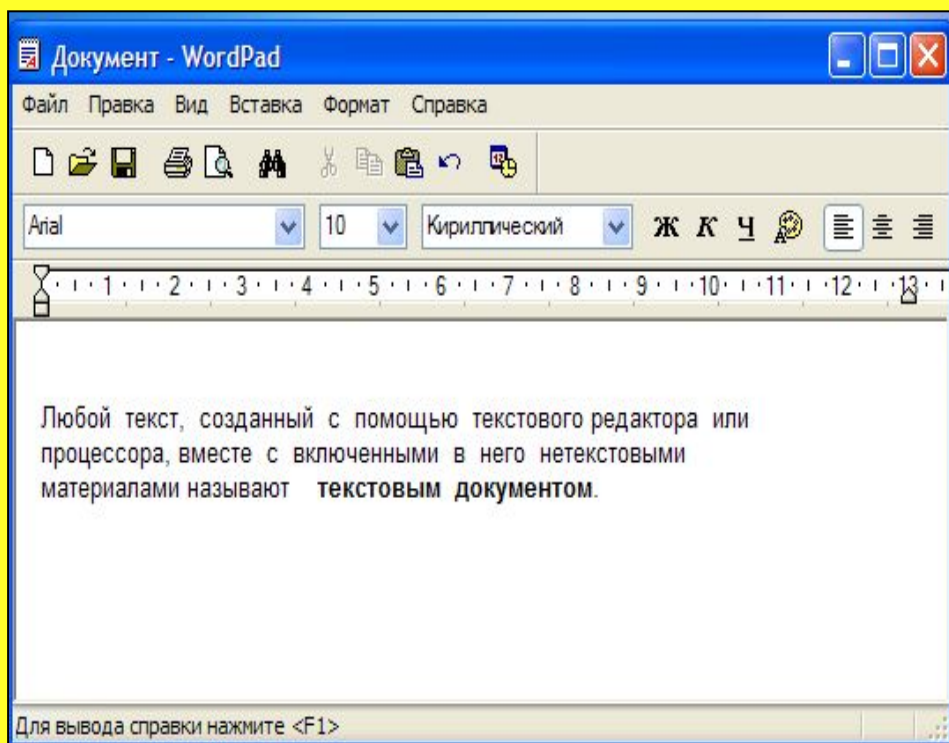 Документ - WordPad
Файл Правка Вид Вставка Формат Справка
Arial 10 Кириллический Ж К Ч
1 2 3 4 5 6 7 8 9 10 11 12 13
Любой текст, созданный с помощью текстового редактора или
процессора, вместе с включенными в него нетекстовыми
материалами называют текстовым документом.
Для вывода справки нажмите <F1>